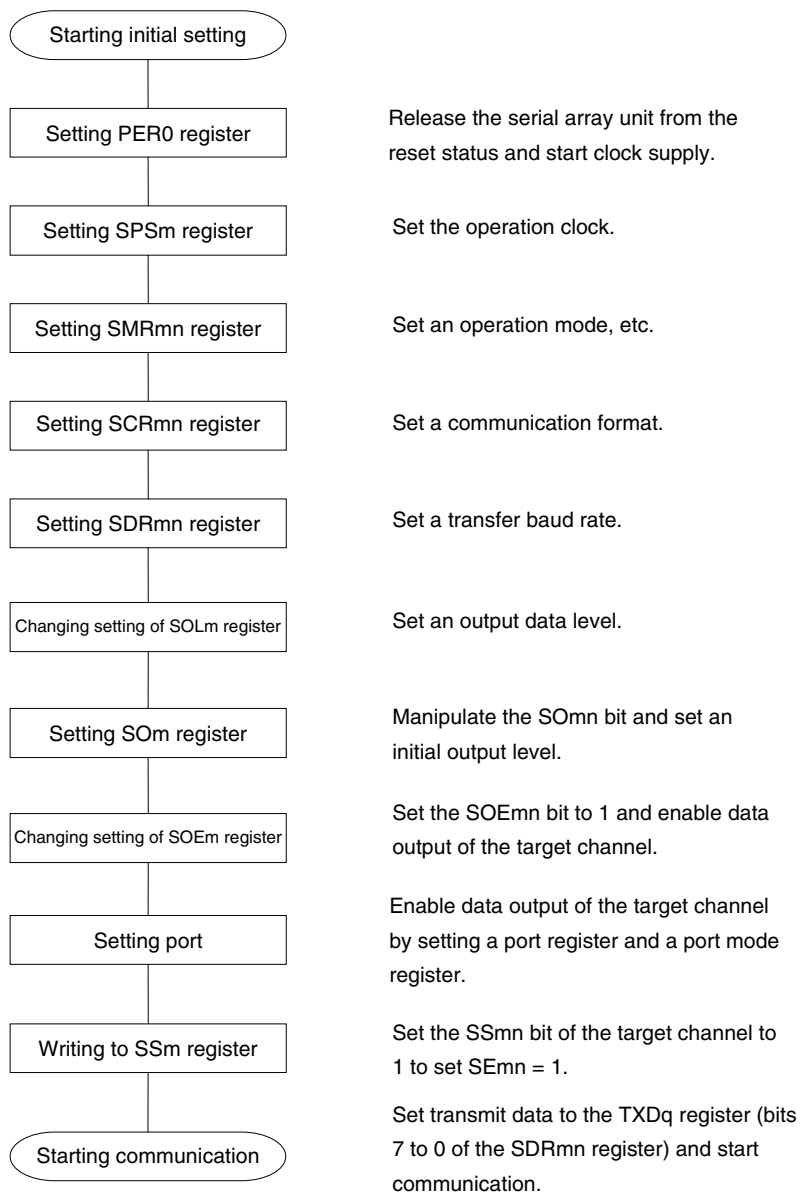 Starting initial setting
Setting PER0 register
Release the serial array unit from the
reset status and start clock supply.
Setting SPSm register
Set the operation clock.
Setting SMRmn register
Set an operation mode, etc.
Setting SCRmn register
Set a communication format.
Setting SDRmn register
Set a transfer baud rate.
Changing setting of SOLm register
Set an output data level.
Setting SOm register
Manipulate the SOmn bit and set an
initial output level.
Changing setting of SOEm register
Set the SOEmn bit to 1 and enable data
output of the target channel.
Setting port
Enable data output of the target channel
by setting a port register and a port mode
register.
Writing to SSm register
Set the SSmn bit of the target channel to
1 to set SEmn = 1.
Starting communication
Set transmit data to the TXDq register (bits
7 to 0 of the SDRmn register) and start
communication.